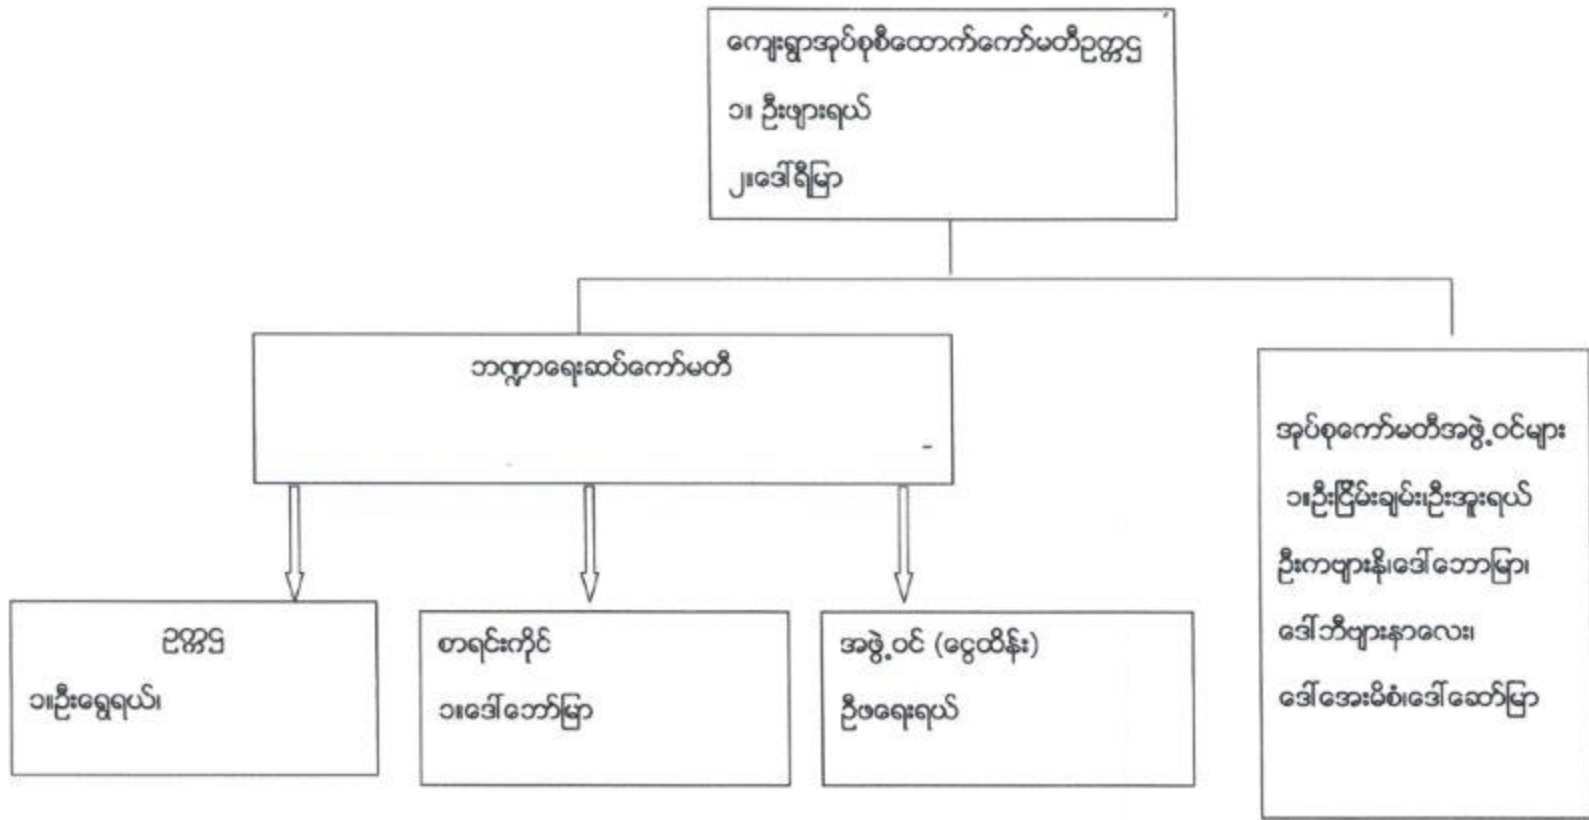 ကျေးရွာအုပ်စုစီထောက်ကော်မတီဥက္ကဌ
၁။ ဦးဖျားရယ်
၂။ဒေါ်ရီမြာ
ဘဏ္ဍာရေးဆပ်ကော်မတီ
ဥက္ကဌ
၁။ဦးရွေရယ်၊
စာရင်းကိုင်
၁။ဒေါ်ဘော်မြာ
အဖွဲ့ဝင် (ငွေထိန်း)
ဦဖရေးရယ်
အုပ်စုကော်မတီအဖွဲ့ဝင်များ
၁။ဦးငြိမ်းချမ်း၊ဦးအူးရယ်
ဦးကဗျားနိ၊ဒေါ်ဘောမြာ၊
ဒေါ်ဘီဗျားနာလေး၊
ဒေါ်အေးမိစံ၊ဒေါ်ဆော်မြာ